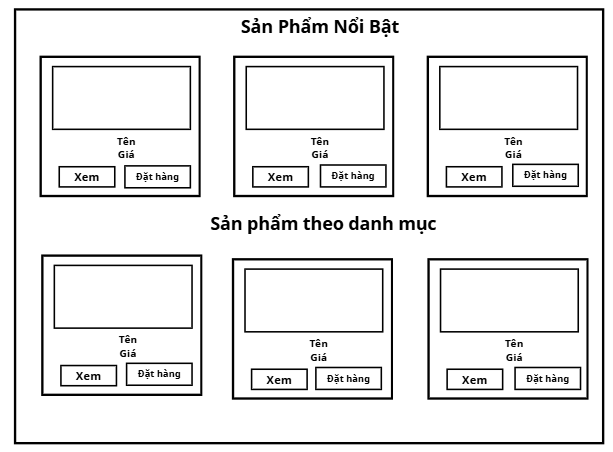 Sản Phẩm Nổi Bật
Tên Tên Tên
Giá Giá Giá
Xem Đặt hàng Xem Đặt hàng Xem Đặt hàng
Sản phẩm theo danh mục
Tên Tên Tên
Giá Giá Giá
Xem Đặt hàng Xem Đặt hàng Xem Đặt hàng